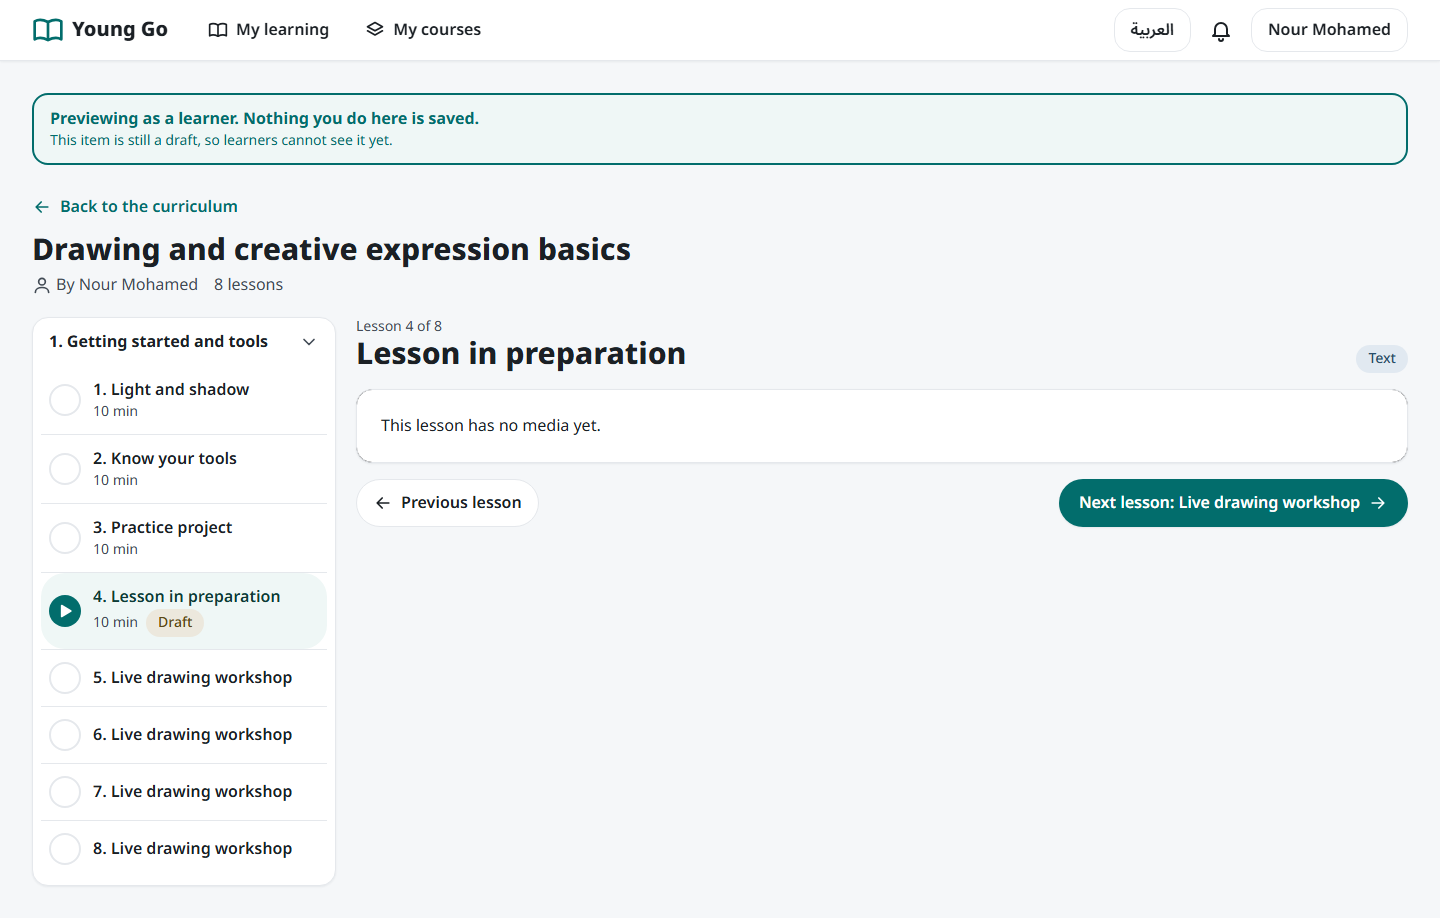 Young Go
My learning
My courses
العربية
Nour Mohamed
Previewing as a learner. Nothing you do here is saved.
This item is still a draft, so learners cannot see it yet.
Back to the curriculum
Drawing and creative expression basics
By Nour Mohamed 8 lessons
1. Getting started and tools
1. Light and shadow
10 min
2. Know your tools
10 min
3. Practice project
10 min
4. Lesson in preparation
10 min Draft
5. Live drawing workshop
6. Live drawing workshop
7. Live drawing workshop
8. Live drawing workshop
Lesson 4 of 8
Lesson in preparation
Text
This lesson has no media yet.
Previous lesson
Next lesson: Live drawing workshop